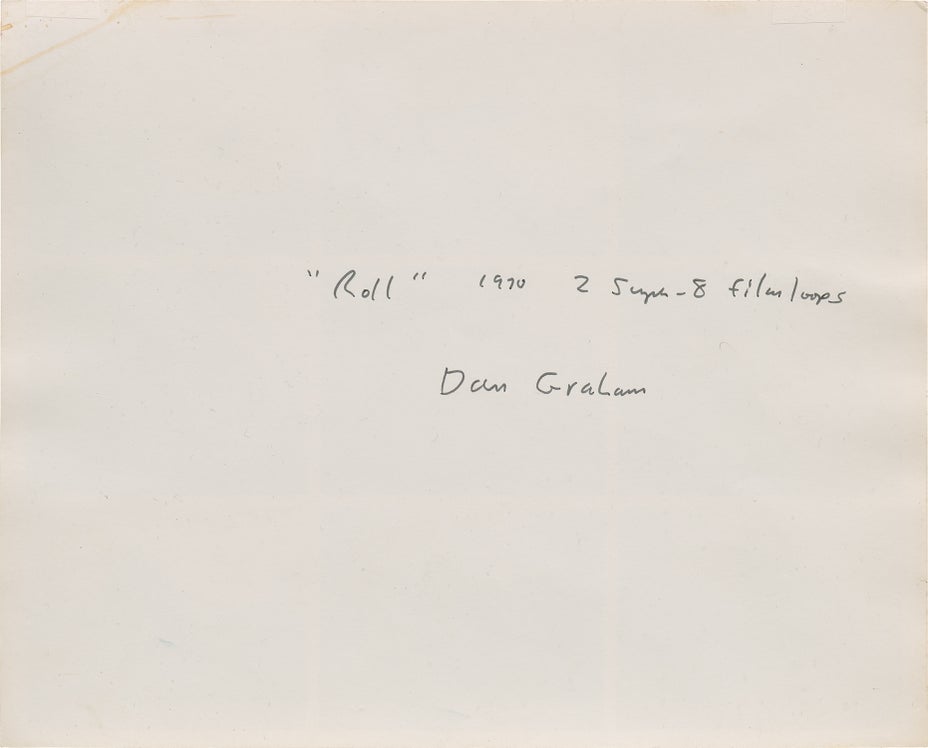 "Roll" 1970 2 Super-8 filmloops
Dan Graham